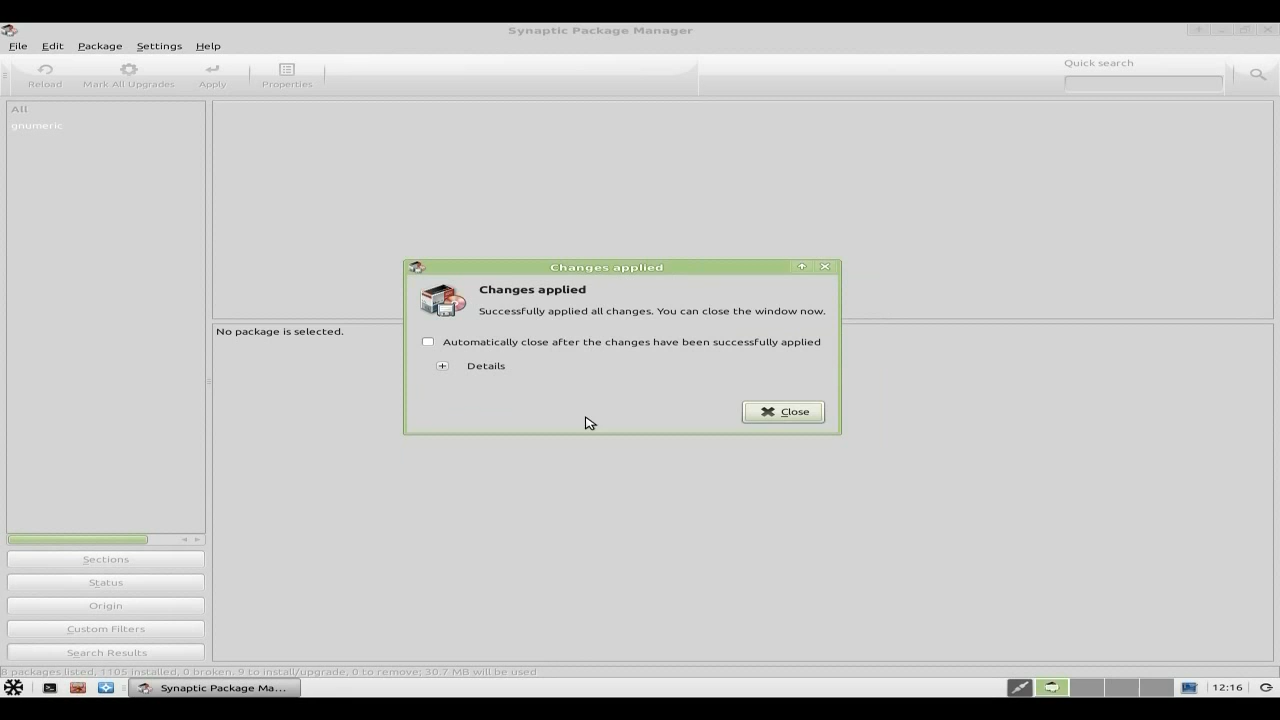 Synaptic Package Manager
File Edit Package Settings Help
Reload Mark All Upgrades Apply Properties
Quick search
All
gnumeric
Changes applied
Changes applied
Successfully applied all changes. You can close the window now.
Automatically close after the changes have been successfully applied
Details
Close
No package is selected.
Sections
Status
Origin
Custom Filters
Search Results
8 packages listed, 1105 installed, 0 broken. 9 to install/upgrade, 0 to remove; 30.7 MB will be used
Synaptic Package Ma...
12:16